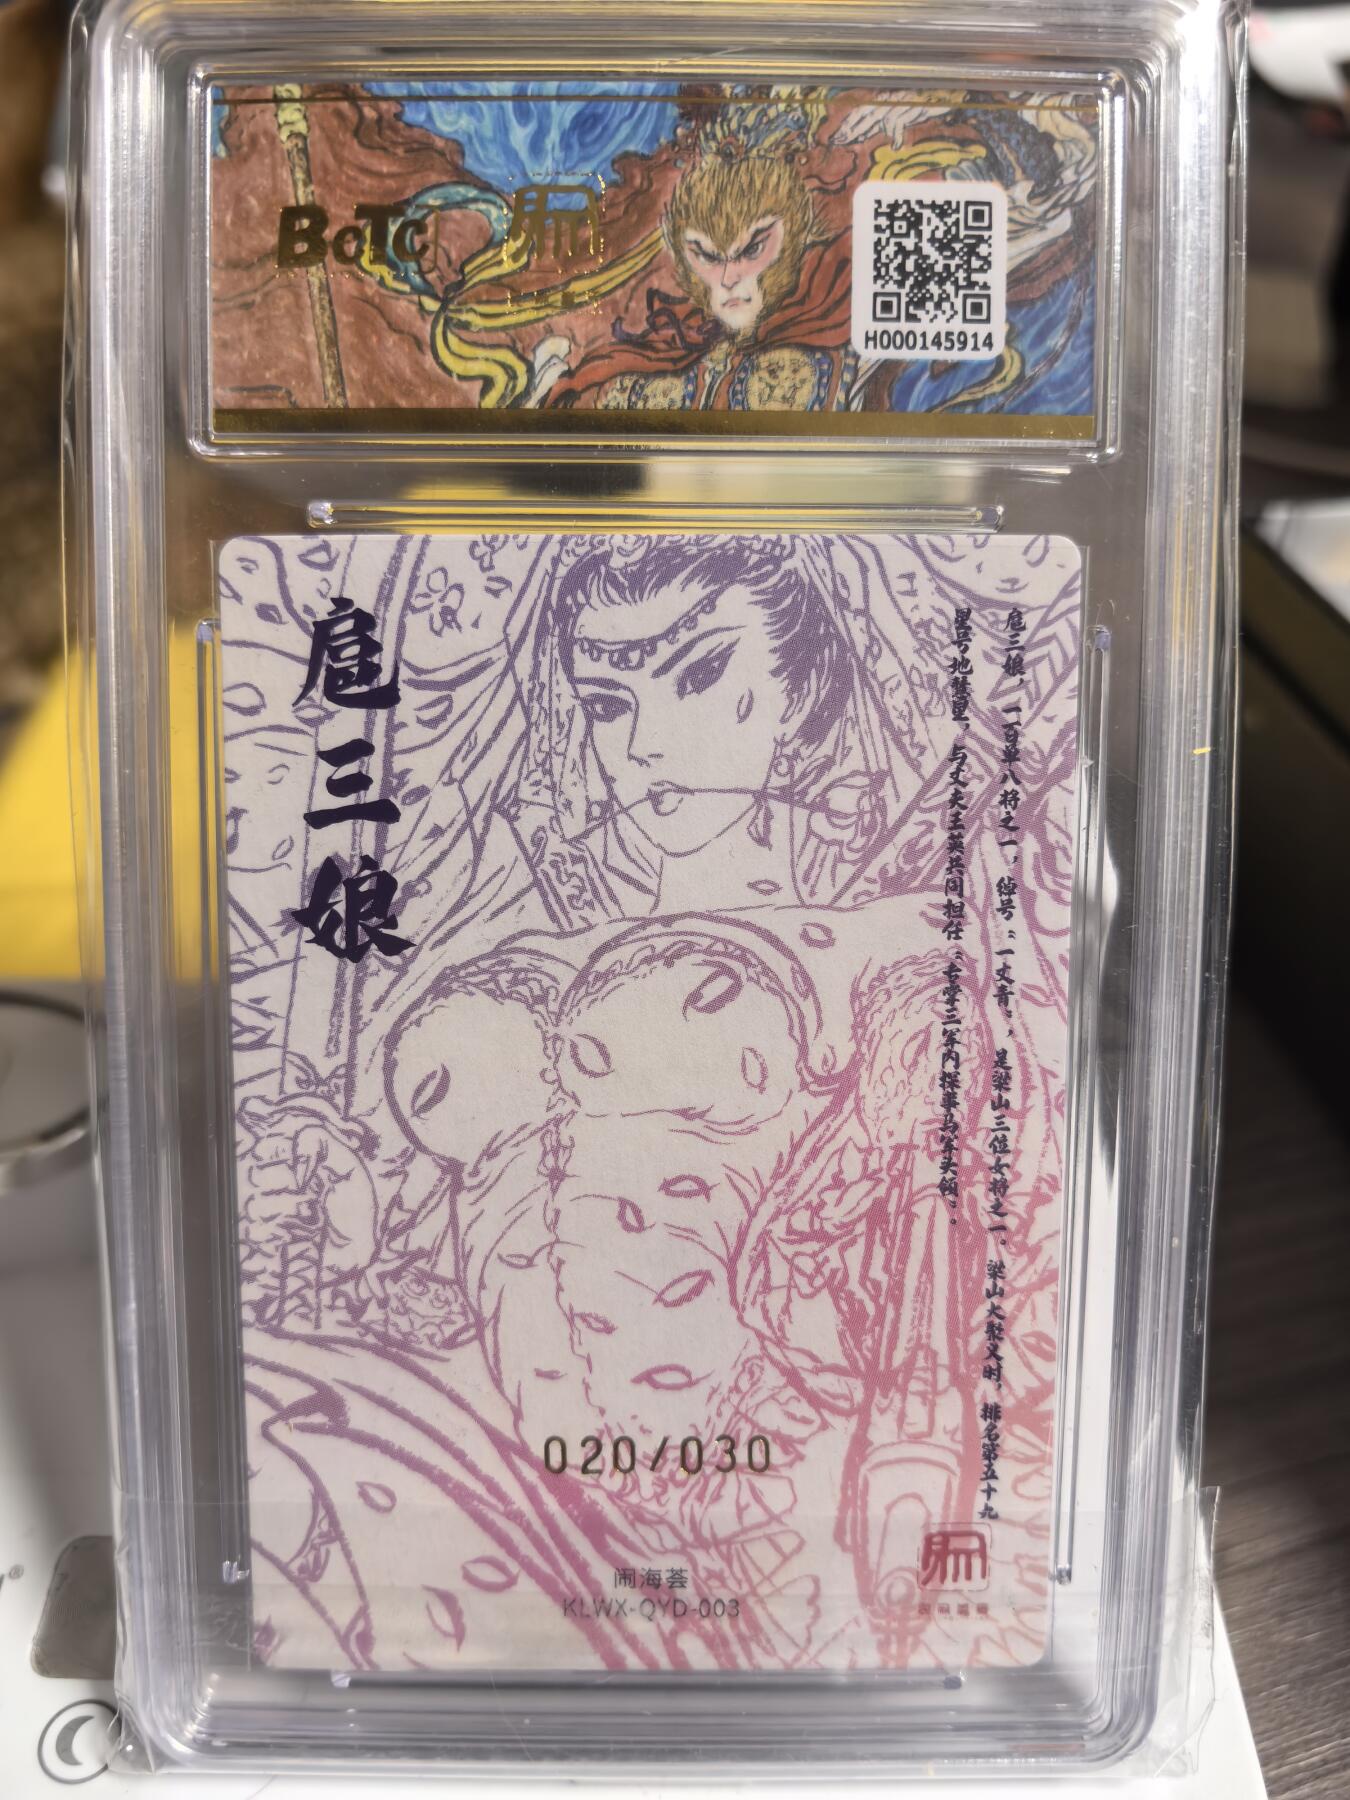 BoTc
H000145914
扈三娘
扈三娘，一百单八将之一，绰号：一丈青：，是梁山三位女将之一。梁山大聚义时，排名第五十九
星号地慧星，与丈夫王英共同担任：专掌三军内探事马军头领：。
020/030
闹海荟
KLWX-QYD-003